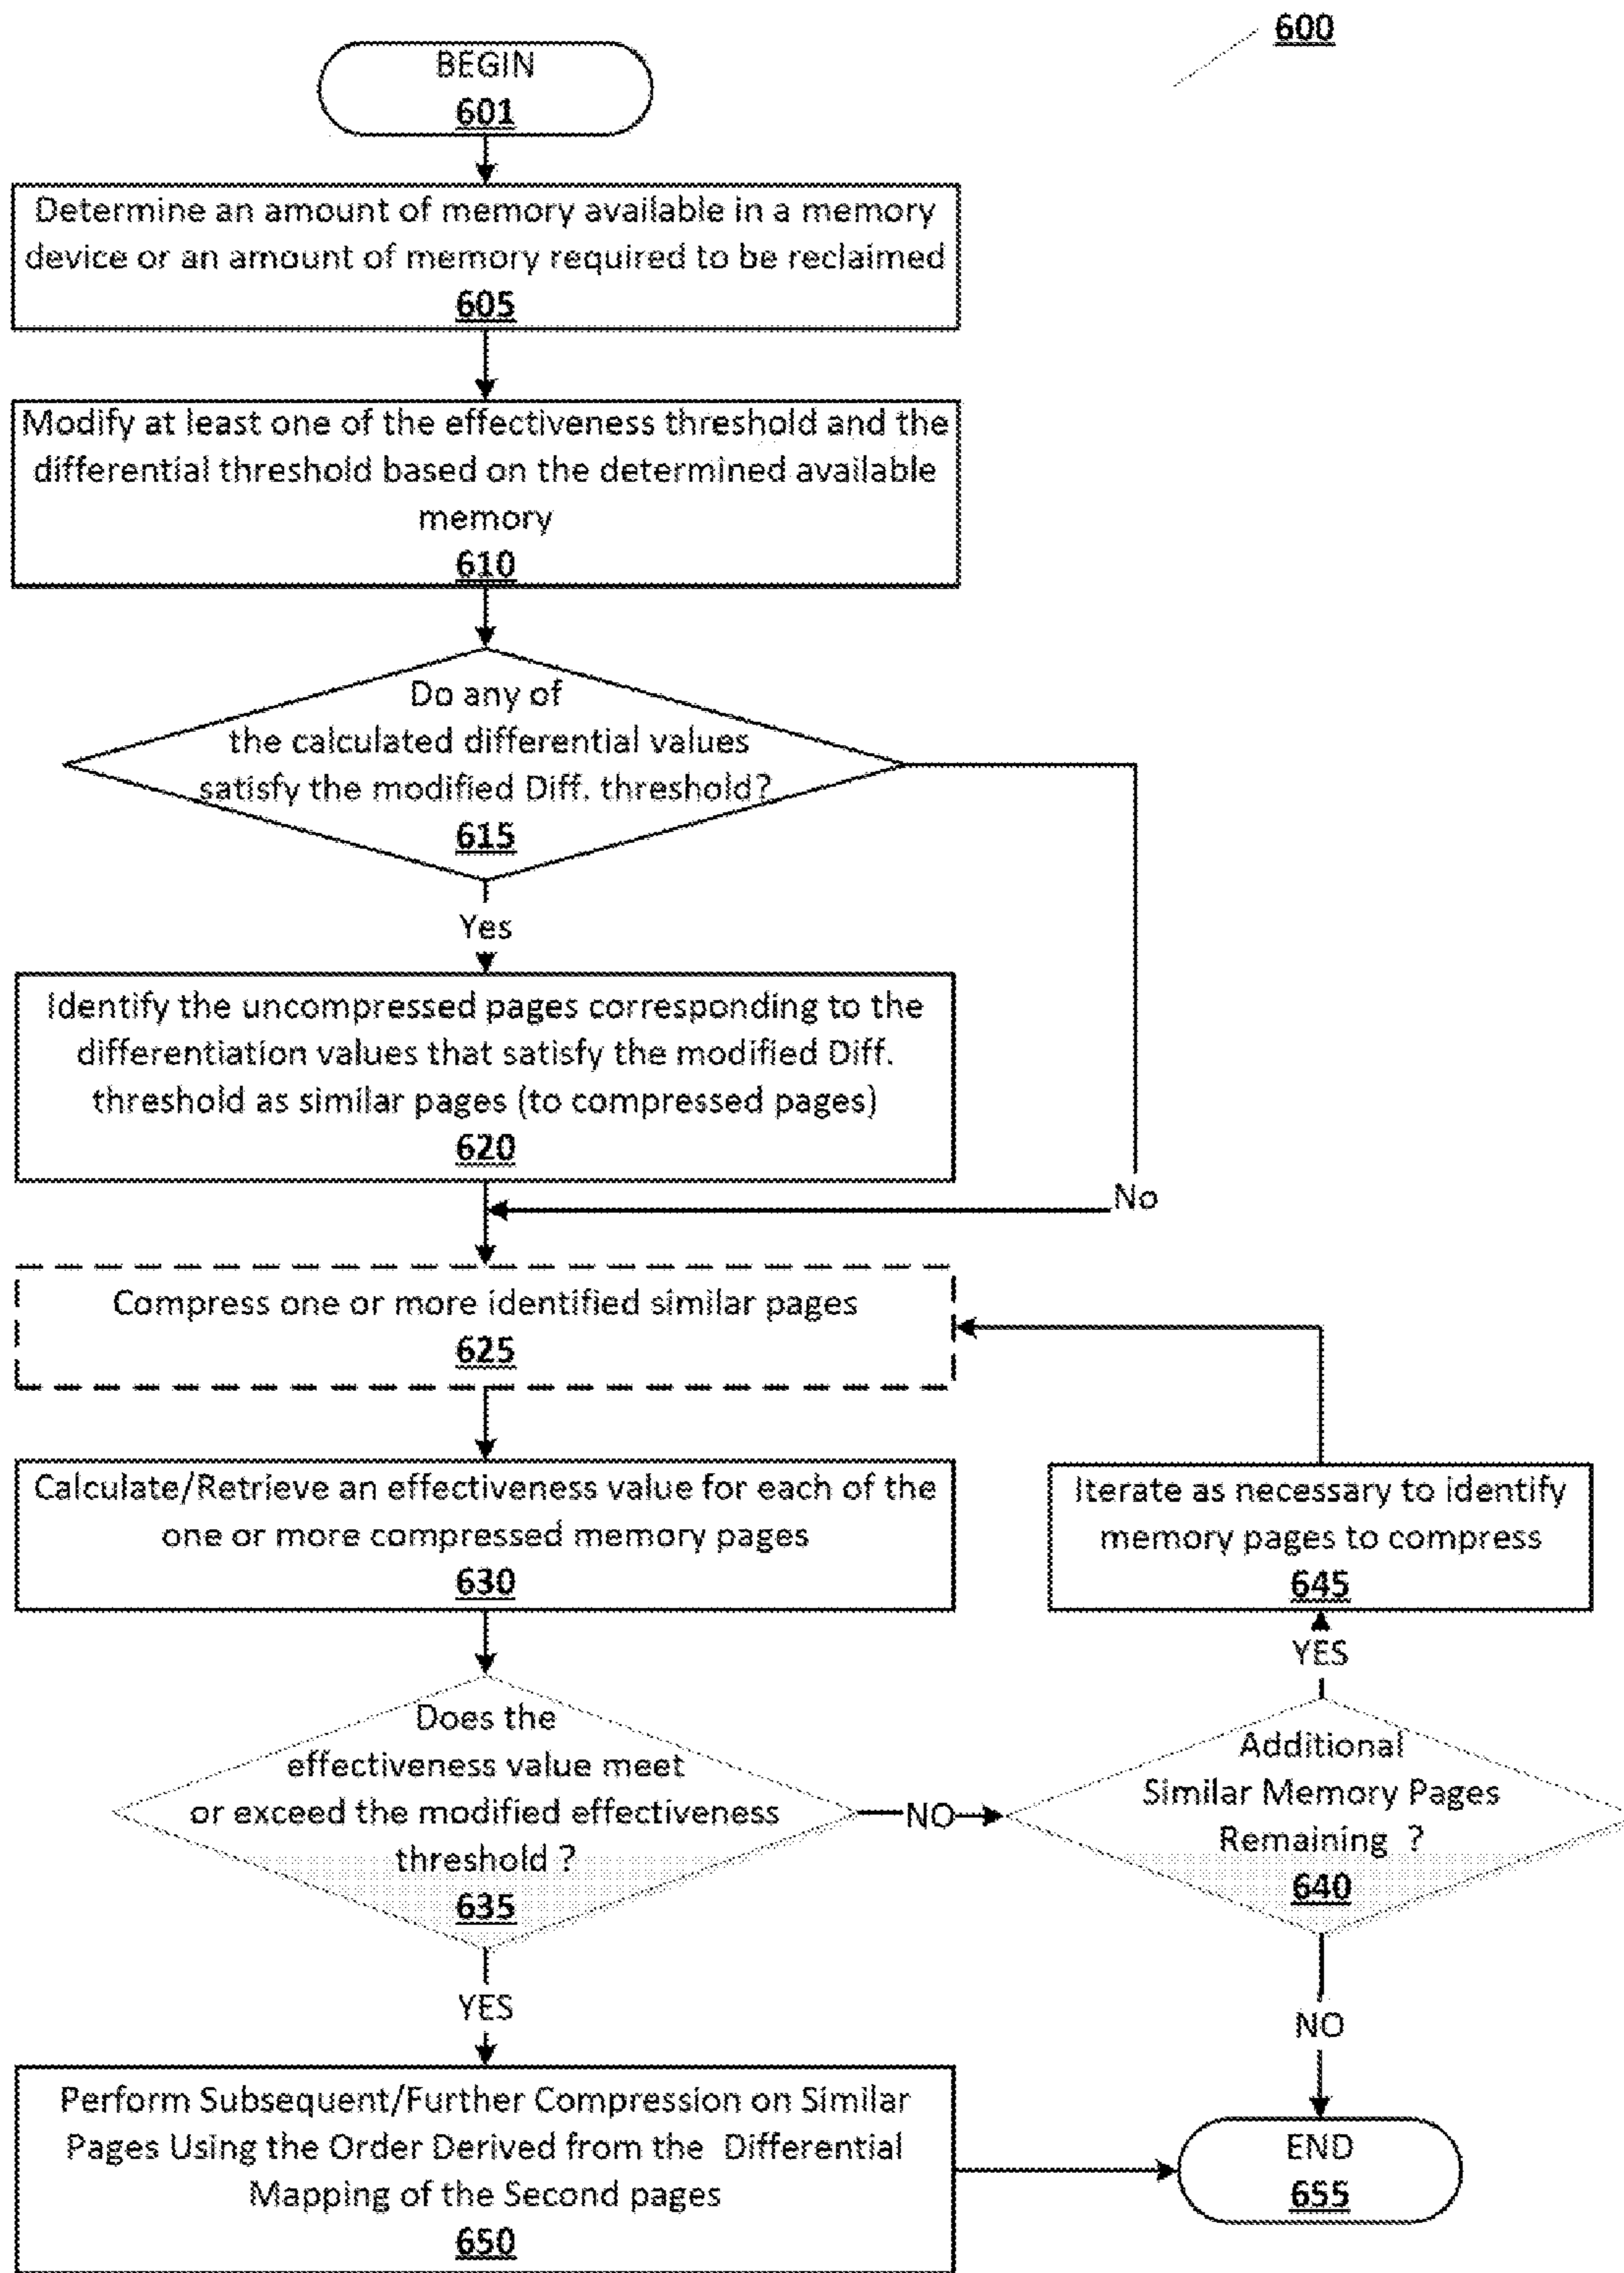 600
BEGIN
601
Determine an amount of memory available in a memory
device or an amount of memory required to be reclaimed
605
Modify at least one of the effectiveness threshold and the
differential threshold based on the determined available
memory
610
Do any of
the calculated differential values
satisfy the modified Diff. threshold?
615
Yes
Identify the uncompressed pages corresponding to the
differentiation values that satisfy the modified Diff.
threshold as similar pages (to compressed pages)
620
No
Compress one or more identified similar pages
625
Calculate/Retrieve an effectiveness value for each of the
one or more compressed memory pages
630
Iterate as necessary to identify
memory pages to compress
645
YES
Does the
effectiveness value meet
or exceed the modified effectiveness
threshold ?
635
NO
Additional
Similar Memory Pages
Remaining ?
640
YES
NO
Perform Subsequent/Further Compression on Similar
Pages Using the Order Derived from the Differential
Mapping of the Second pages
650
END
655